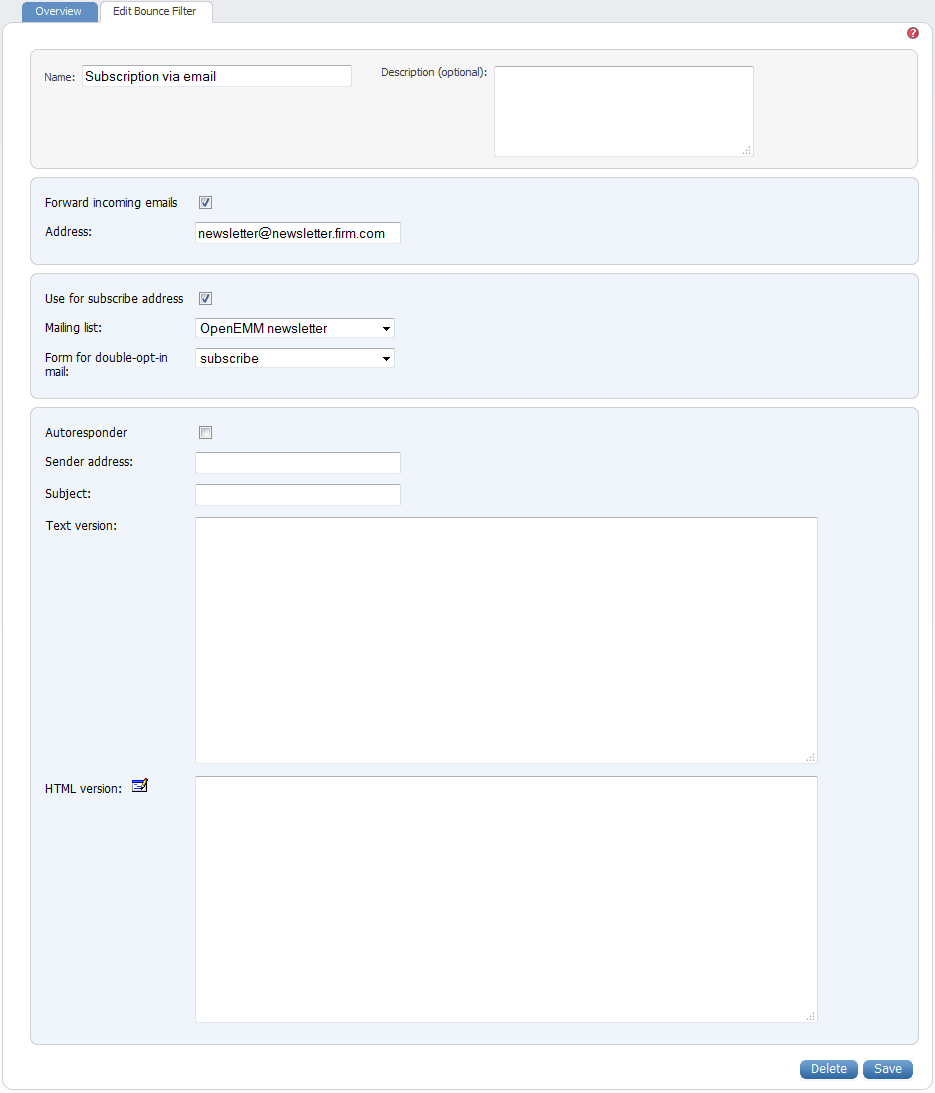 Overview Edit Bounce Filter
?
Name: Subscription via email Description (optional):
Forward incoming emails
Address: newsletter@newsletter.firm.com
Use for subscribe address
Mailing list: OpenEMM newsletter
Form for double-opt-in mail: subscribe
Autoresponder
Sender address:
Subject:
Text version:
HTML version:
Delete Save